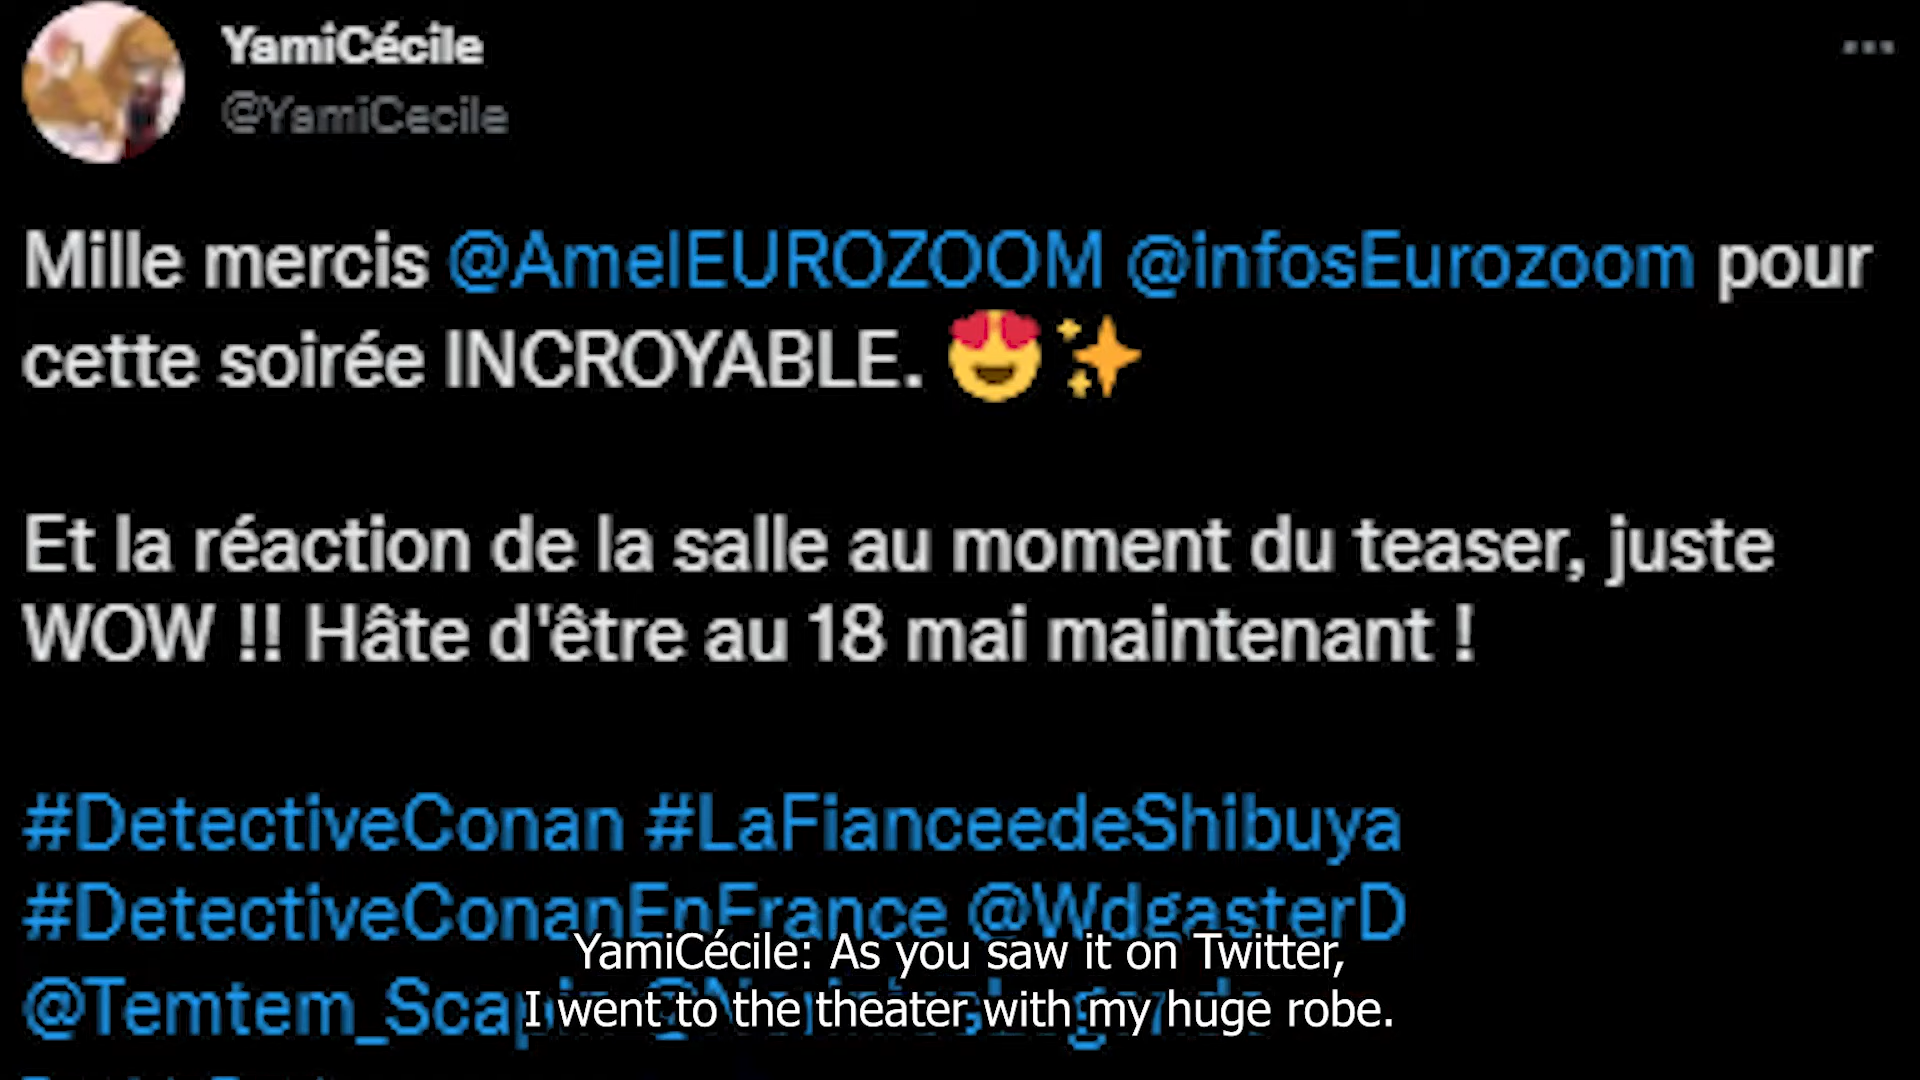 YamiCécile
@YamiCecile
Mille mercis @AmelEUROZOOM @infosEurozoom pour
cette soirée INCROYABLE. 😍✨
Et la réaction de la salle au moment du teaser, juste
WOW !! Hâte d'être au 18 mai maintenant !
#DetectiveConan #LaFianceedeShibuya
#DetectiveConanEnFrance @WdgasterD
YamiCécile: As you saw it on Twitter,
@Temtem_Scapin
I went to the theater with my huge robe.